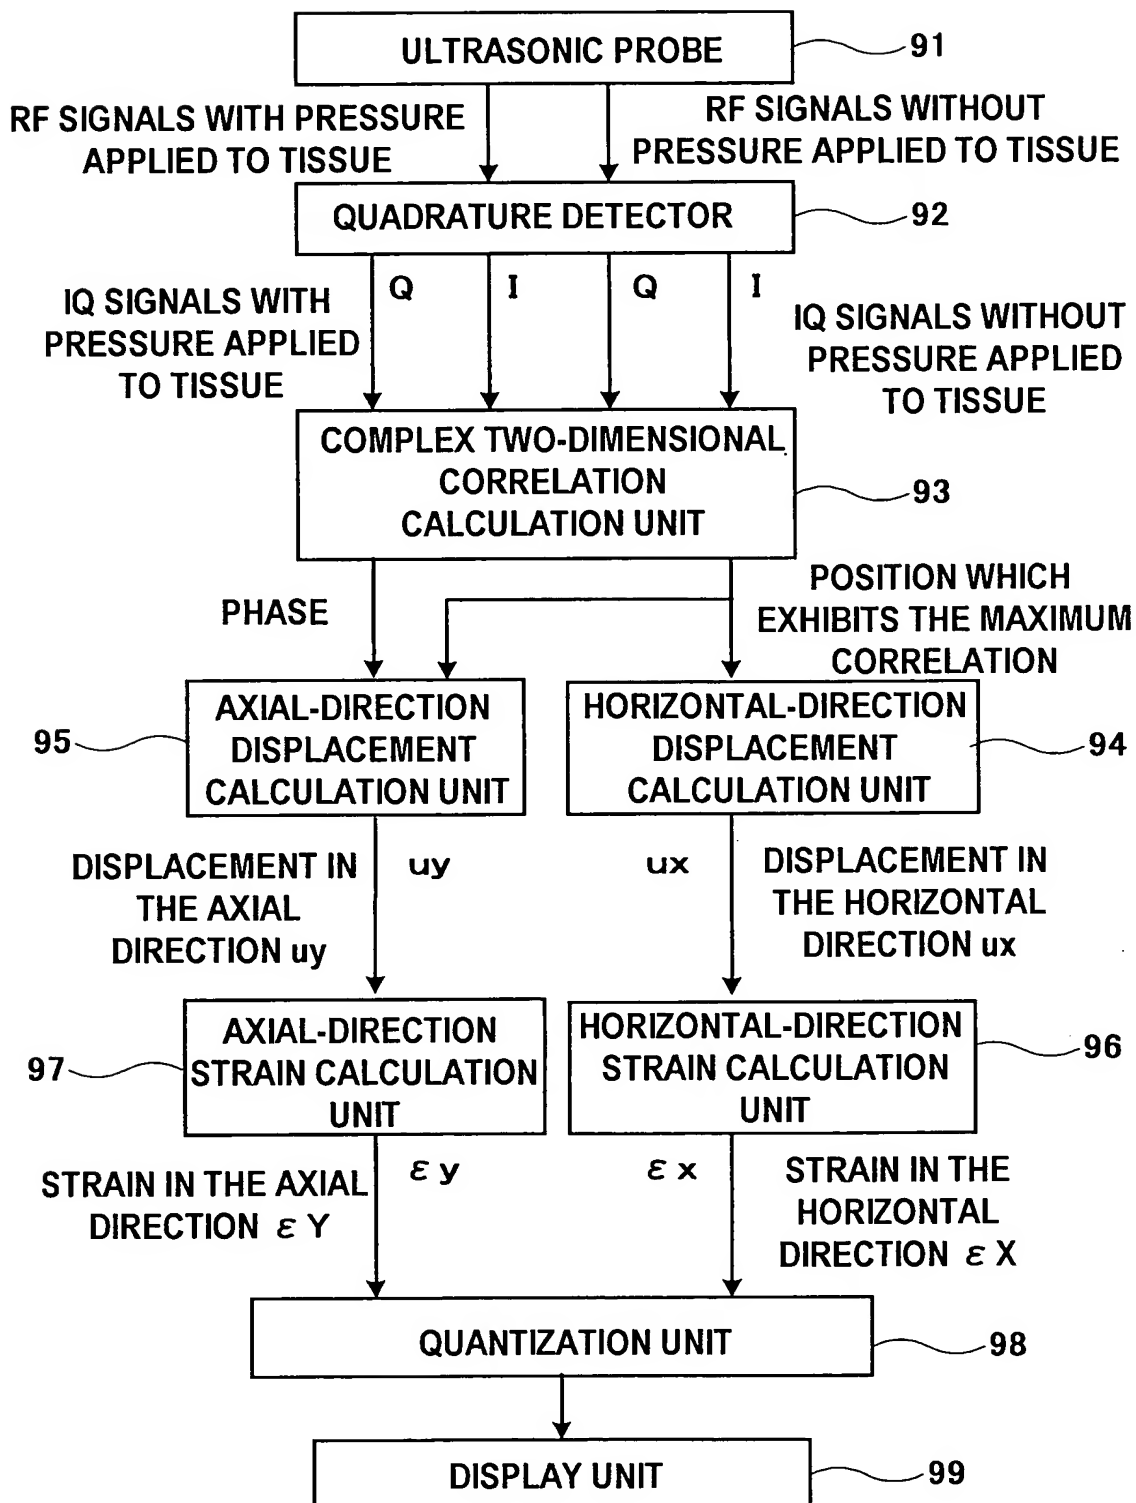 ULTRASONIC PROBE
91
RF SIGNALS WITH PRESSURE
APPLIED TO TISSUE
RF SIGNALS WITHOUT
PRESSURE APPLIED TO TISSUE
QUADRATURE DETECTOR
92
Q
I
Q
I
IQ SIGNALS WITH
PRESSURE APPLIED
TO TISSUE
IQ SIGNALS WITHOUT
PRESSURE APPLIED
TO TISSUE
COMPLEX TWO-DIMENSIONAL
CORRELATION
CALCULATION UNIT
93
PHASE
POSITION WHICH
EXHIBITS THE MAXIMUM
CORRELATION
95
AXIAL-DIRECTION
DISPLACEMENT
CALCULATION UNIT
HORIZONTAL-DIRECTION
DISPLACEMENT
CALCULATION UNIT
94
DISPLACEMENT IN
THE AXIAL
DIRECTION uy
uy
ux
DISPLACEMENT IN
THE HORIZONTAL
DIRECTION ux
97
AXIAL-DIRECTION
STRAIN CALCULATION
UNIT
HORIZONTAL-DIRECTION
STRAIN CALCULATION
UNIT
96
STRAIN IN THE AXIAL
DIRECTION ε Y
ε y
ε x
STRAIN IN THE
HORIZONTAL
DIRECTION ε X
QUANTIZATION UNIT
98
DISPLAY UNIT
99